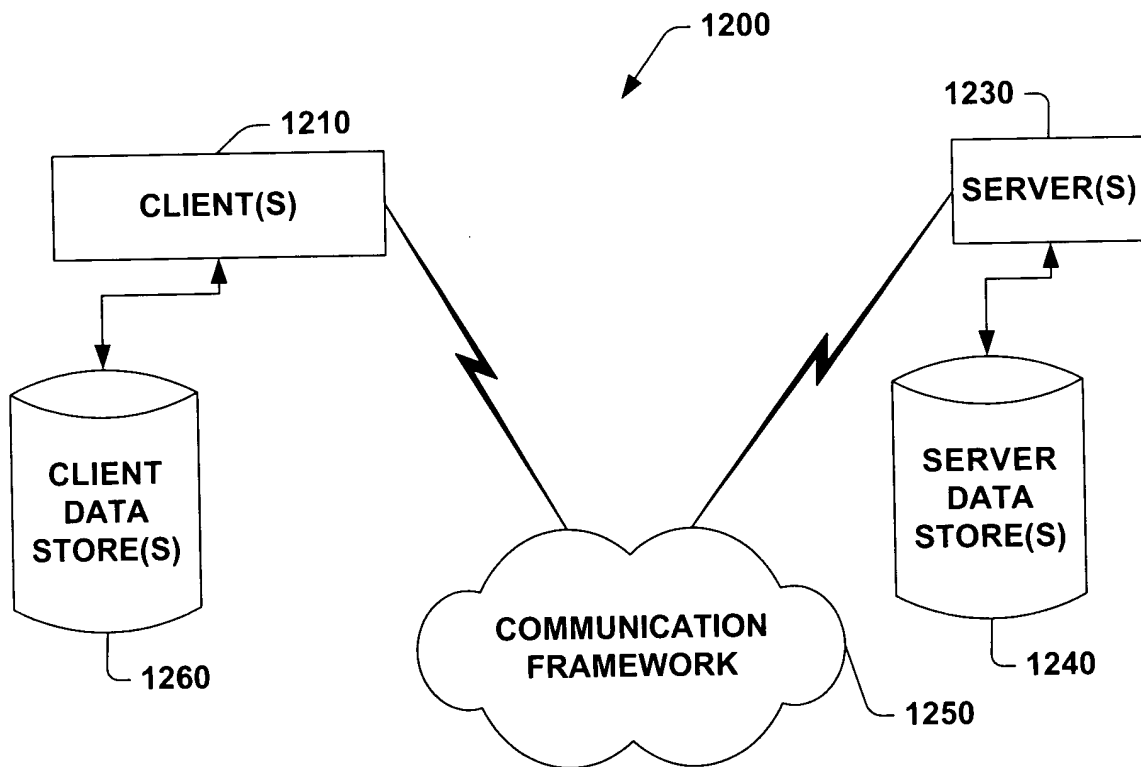 1200
1210
1230
CLIENT(S)
SERVER(S)
CLIENT
DATA
STORE(S)
SERVER
DATA
STORE(S)
COMMUNICATION
FRAMEWORK
1260
1240
1250